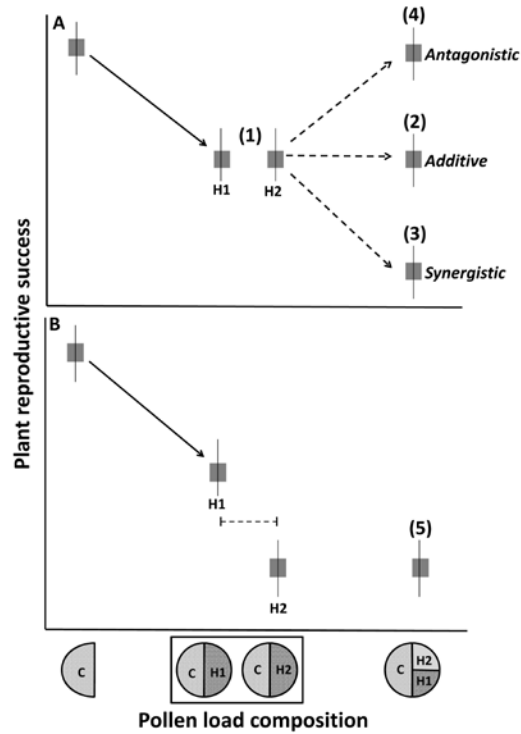 A
(4)
Antagonistic
(1)
(2)
Additive
H1
H2
(3)
Synergistic
Plant reproductive success
B
H1
(5)
H2
C
C H1
C H2
C H2
H1
Pollen load composition